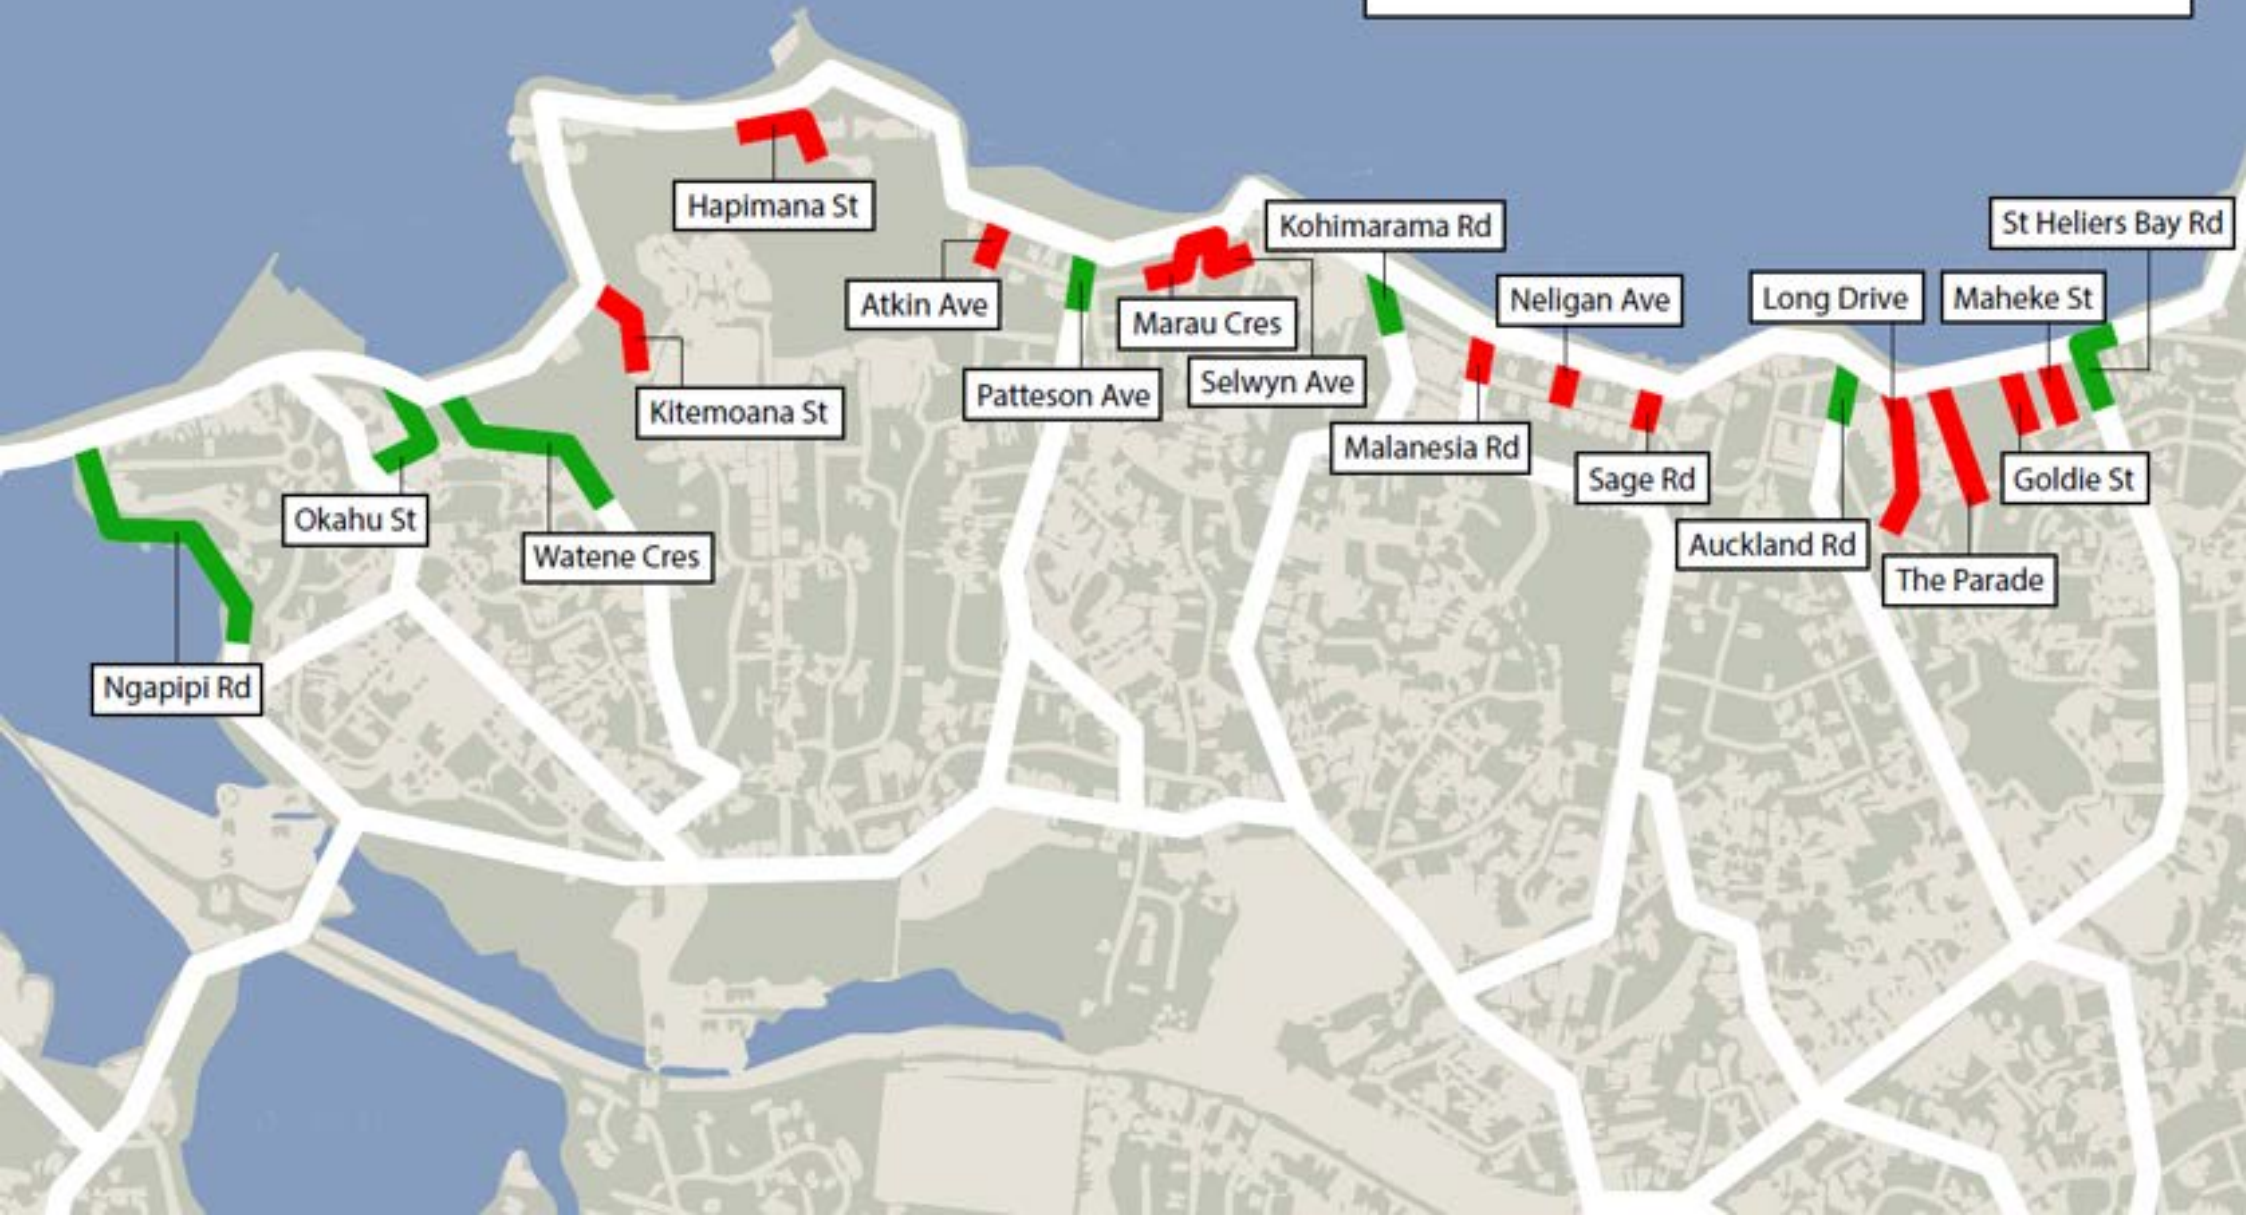 Hapimana St
Kohimarama Rd
St Heliers Bay Rd
Atkin Ave
Marau Cres
Neligan Ave
Long Drive
Maheke St
Kitemoana St
Patteson Ave
Selwyn Ave
Malanesia Rd
Sage Rd
Goldie St
Okahu St
Watene Cres
Auckland Rd
The Parade
Ngapipi Rd